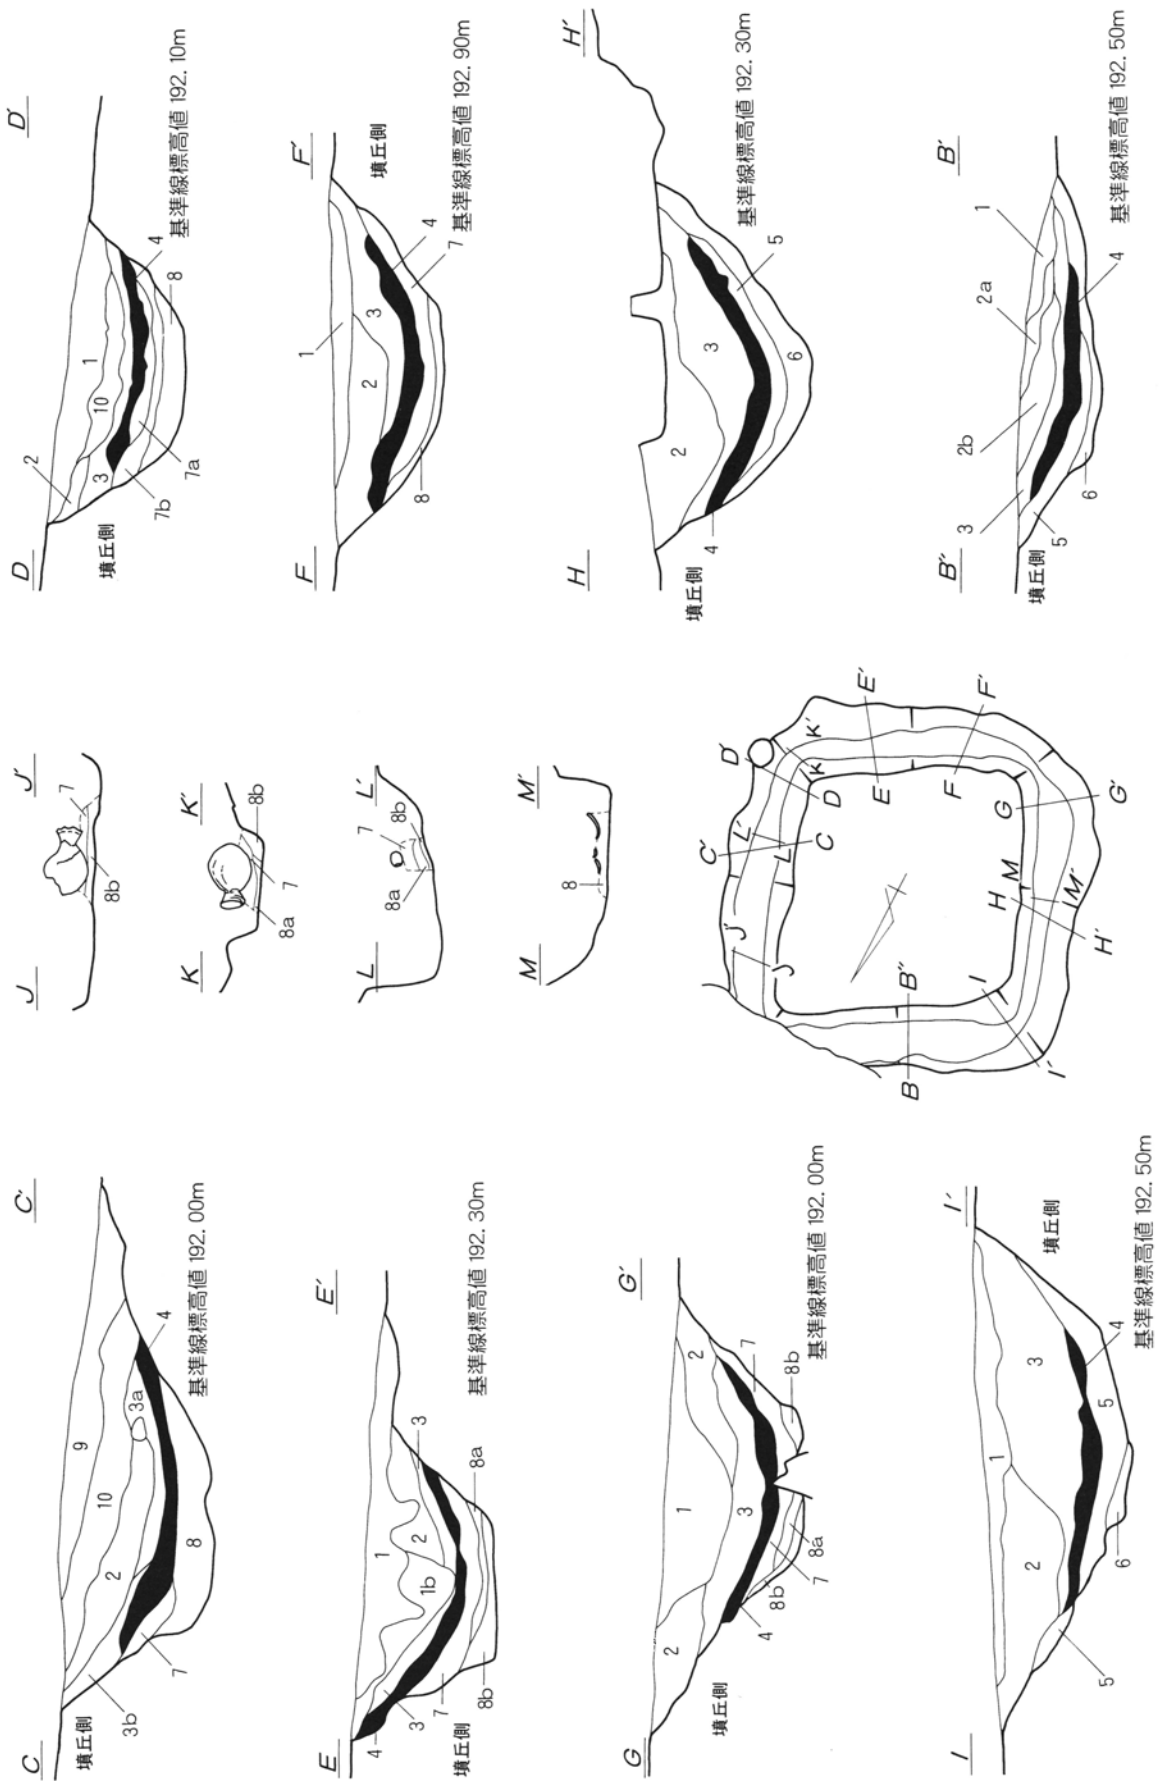 C
C'
墳丘側
9
10
2
3a
3b
4
7
8
基準線標高値 192. 00m
J
J'
7
8b
D
D'
墳丘側
2
1
10
3
4
7b
7a
8
基準線標高値 192. 10m
E
E'
墳丘側
1
1b
2
3
3
4
7
8a
8b
基準線標高値 192. 30m
K
K'
8a
7
8b
F
F'
墳丘側
1
2
3
4
7
8
基準線標高値 192. 90m
L
L'
7
8a
8b
G
G'
墳丘側
1
2
2
3
4
7
7
8a
8b
8b
基準線標高値 192. 00m
M
M'
8
H
H'
墳丘側
2
3
4
5
6
基準線標高値 192. 30m
I
I'
墳丘側
1
2
3
4
5
5
6
基準線標高値 192. 50m
B
B''
C
C'
D
D'
E
E'
F
F'
G
G'
H
H'
I
I'
J
J'
K
K'
L
L'
M
M'
B''
B'
墳丘側
1
2a
2b
3
4
5
6
基準線標高値 192. 50m